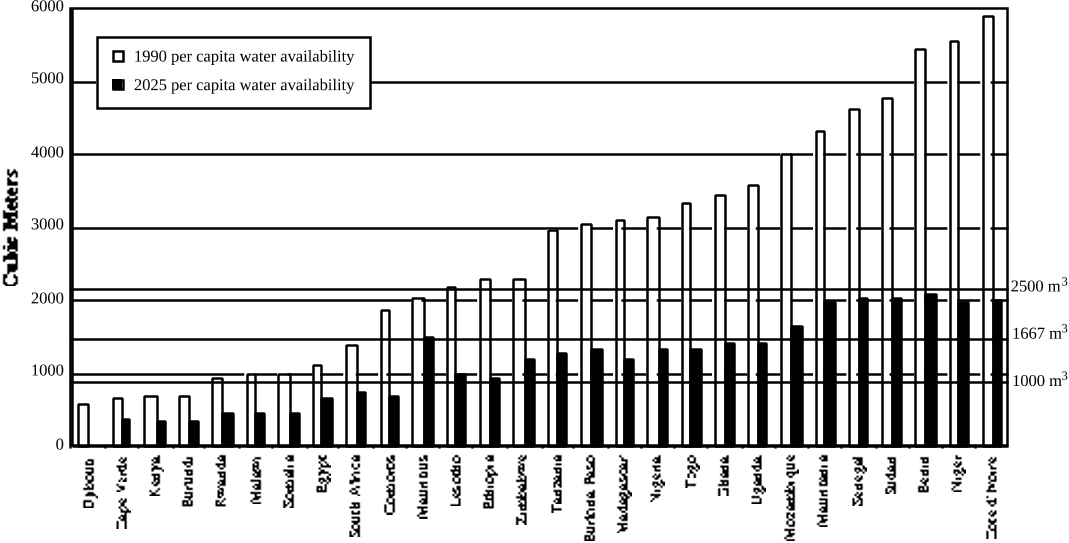 6000
5000
4000
3000
2000
1000
0
Cubic Meters
1990 per capita water availability
2025 per capita water availability
2500 m³
1667 m³
1000 m³
Djibouti
Cape Verde
Kenya
Burundi
Rwanda
Malawi
Somalia
Egypt
South Africa
Comoros
Mauritius
Lesotho
Ethiopia
Zimbabwe
Tanzania
Burkina Faso
Madagascar
Nigeria
Togo
Ghana
Uganda
Mozambique
Mauritania
Senegal
Sudan
Benin
Niger
Cote d'Ivoire